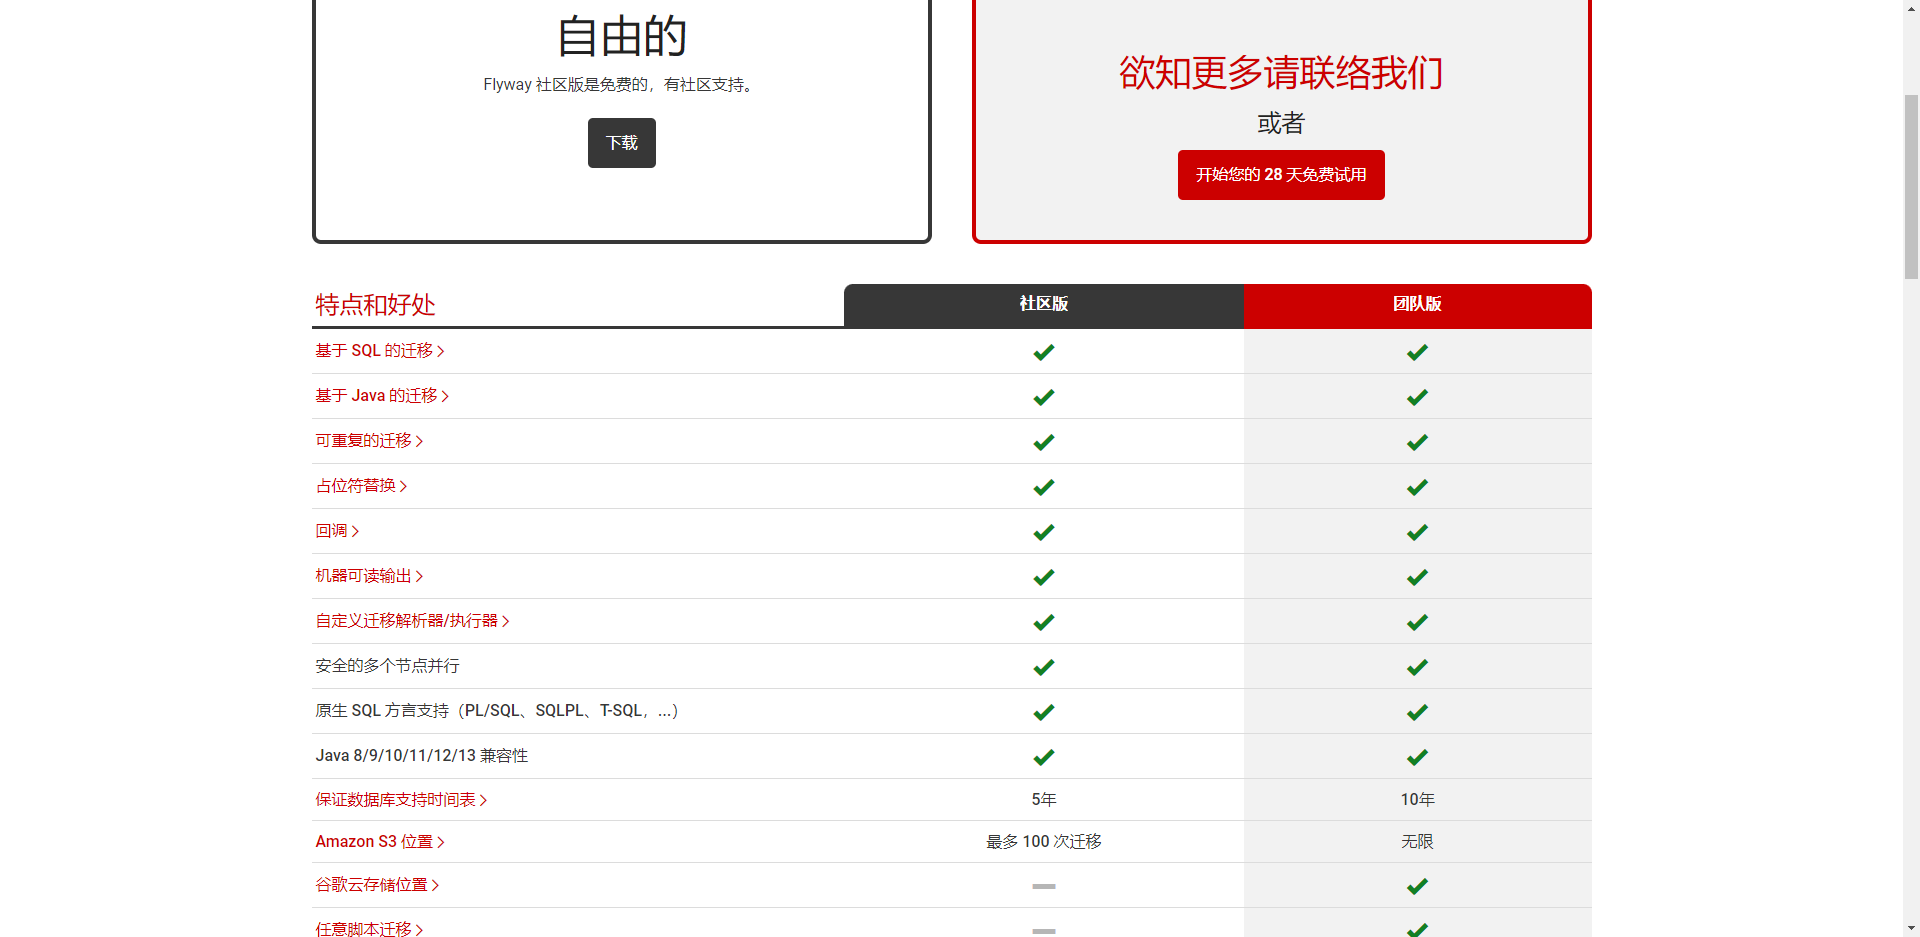 自由的
Flyway 社区版是免费的，有社区支持。
下载
欲知更多请联络我们
或者
开始您的 28 天免费试用
特点和好处 社区版 团队版
基于 SQL 的迁移
基于 Java 的迁移
可重复的迁移
占位符替换
回调
机器可读输出
自定义迁移解析器/执行器
安全的多个节点并行
原生 SQL 方言支持（PL/SQL、SQLPL、T-SQL，...）
Java 8/9/10/11/12/13 兼容性
保证数据库支持时间表 5年 10年
Amazon S3 位置 最多 100 次迁移 无限
谷歌云存储位置
任意脚本迁移